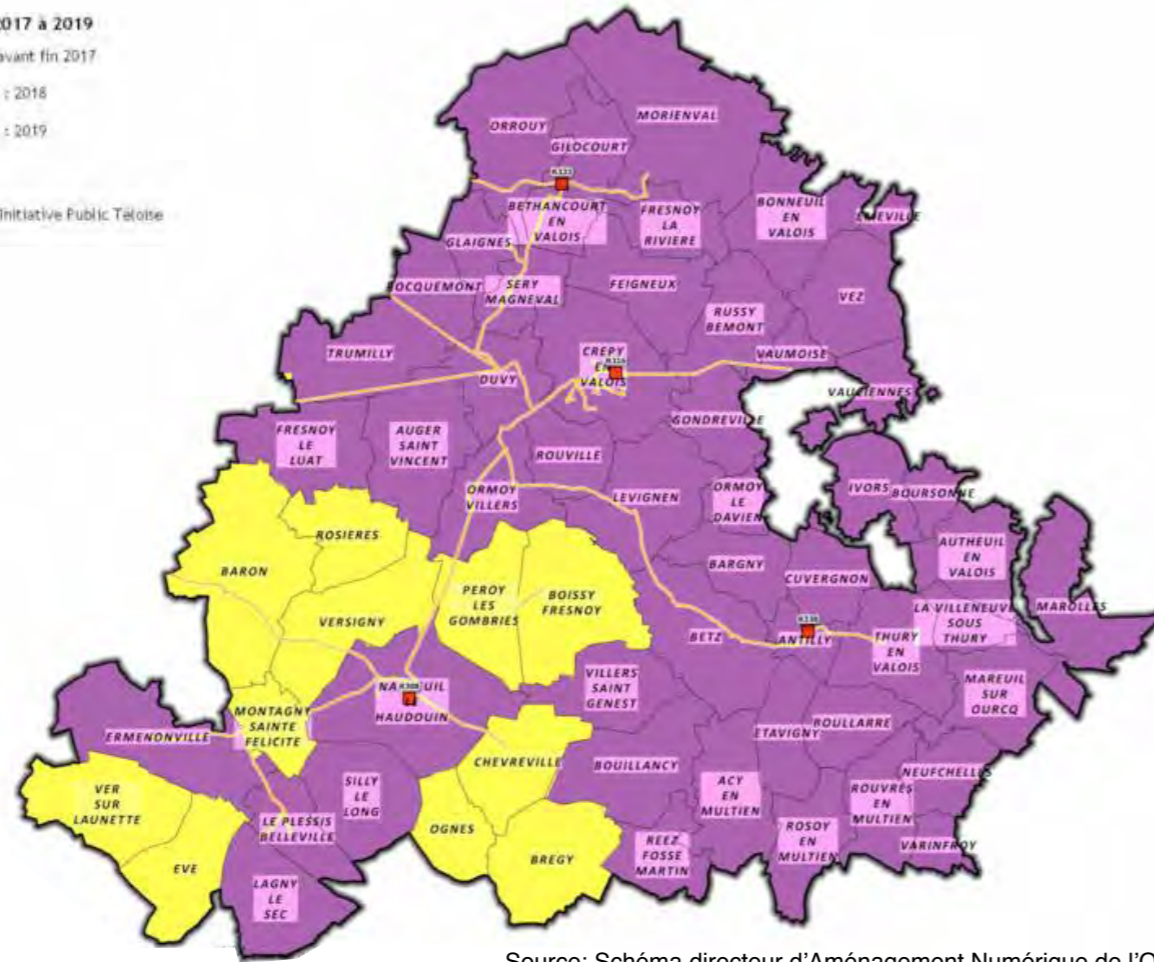 2017 à 2019
avant fin 2017
: 2018
: 2019
Initiative Public Téloise
MORIENVAL
ORROUY
GILOCOURT
BETHANCOURT
EN
VALOIS
FRESNOY
LA
RIVIERE
BONNEUIL
EN
VALOIS
EMEVILLE
GLAIGNES
ROCQUEMONT
SERY
MAGNEVAL
FEIGNEUX
VEZ
RUSSY
BEMONT
TRUMILLY
DUVY
CREPY
EN
VALOIS
VAUMOISE
VAUCIENNES
GONDREVILLE
FRESNOY
LE
LUAT
AUGER
SAINT
VINCENT
ROUVILLE
ORMOY
VILLERS
LEVIGNEN
ORMOY
LE
DAVIEN
IVORS
BOURSONNE
ROSIERES
BARON
AUTHEUIL
EN
VALOIS
BARGNY
CUVERGNON
PEROY
LES
GOMBRIES
BOISSY
FRESNOY
VERSIGNY
LA VILLENEUVE
SOUS
THURY
MAROLLES
BETZ
ANTILLY
THURY
EN
VALOIS
VILLERS
SAINT
GENEST
MAREUIL
SUR
OURCQ
HAUDOUIN
MONTAGNY
SAINTE
FELICITE
ERMENONVILLE
ETAVIGNY
BOULLARRE
CHEVREVILLE
BOUILLANCY
ACY
EN
MULTIEN
NEUFCHELLES
ROUVRES
EN
MULTIEN
VER
SUR
LAUNETTE
SILLY
LE
LONG
LE PLESSIS
BELLEVILLE
OGNES
REEZ
FOSSE
MARTIN
ROSOY
EN
MULTIEN
VARINFROY
BREGY
EVE
LAGNY
LE
SEC
Source: Schéma directeur d'Aménagement Numérique de l'O